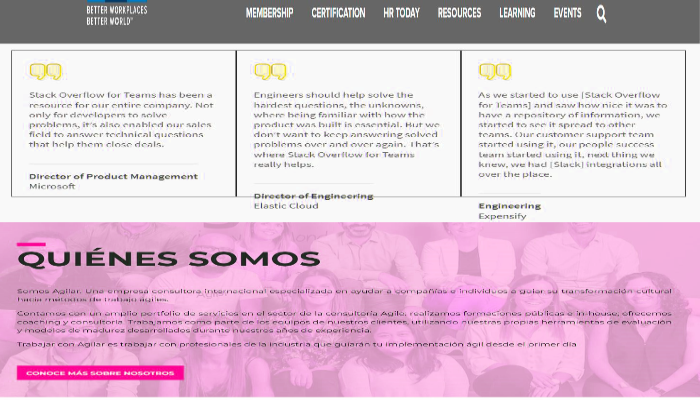 BETTER WORKPLACES
BETTER WORLD™
MEMBERSHIP CERTIFICATION HR TODAY RESOURCES LEARNING EVENTS
Stack Overflow for Teams has been a
resource for our entire company. Not
only for developers to solve
problems, it's also enabled our sales
field to answer technical questions
that help them close deals.
Director of Product Management
Microsoft
Engineers should help solve the
hardest questions, the unknowns,
where being familiar with how the
product was built is essential. But we
don't want to keep answering solved
problems over and over again. That's
where Stack Overflow for Teams
really helps.
Director of Engineering
Elastic Cloud
As we started to use [Stack Overflow
for Teams] and saw how nice it was to
have a repository of information, we
started to see it spread to other
teams. Our customer support team
started using it, our people success
team started using it, next thing we
knew, we had [Slack] integrations all
over the place.
Engineering
Expensify
QUIÉNES SOMOS
Somos Agilar. Una empresa consultora internacional especializada en ayudar a compañías e individuos a guiar su transformación cultural
hacia métodos de trabajo ágiles.
Contamos con un amplio portfolio de servicios en el sector de la consultoría Agile, realizamos formaciones públicas e in-house, ofrecemos
coaching y consultoría. Trabajamos como parte de los equipos de nuestros clientes, utilizando nuestras propias herramientas de evaluación
y modelos de madurez desarrollados durante nuestros años de experiencia.
Trabajar con Agilar es trabajar con profesionales de la industria que guiarán tu implementación ágil desde el primer día
CONOCE MÁS SOBRE NOSOTROS